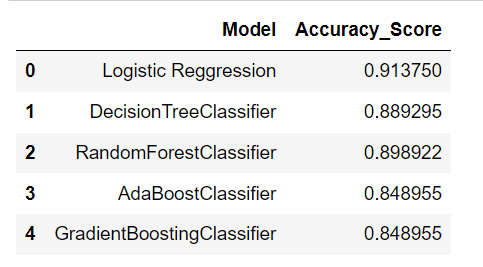 Model Accuracy_Score
0 Logistic Reggression 0.913750
1 DecisionTreeClassifier 0.889295
2 RandomForestClassifier 0.898922
3 AdaBoostClassifier 0.848955
4 GradientBoostingClassifier 0.848955